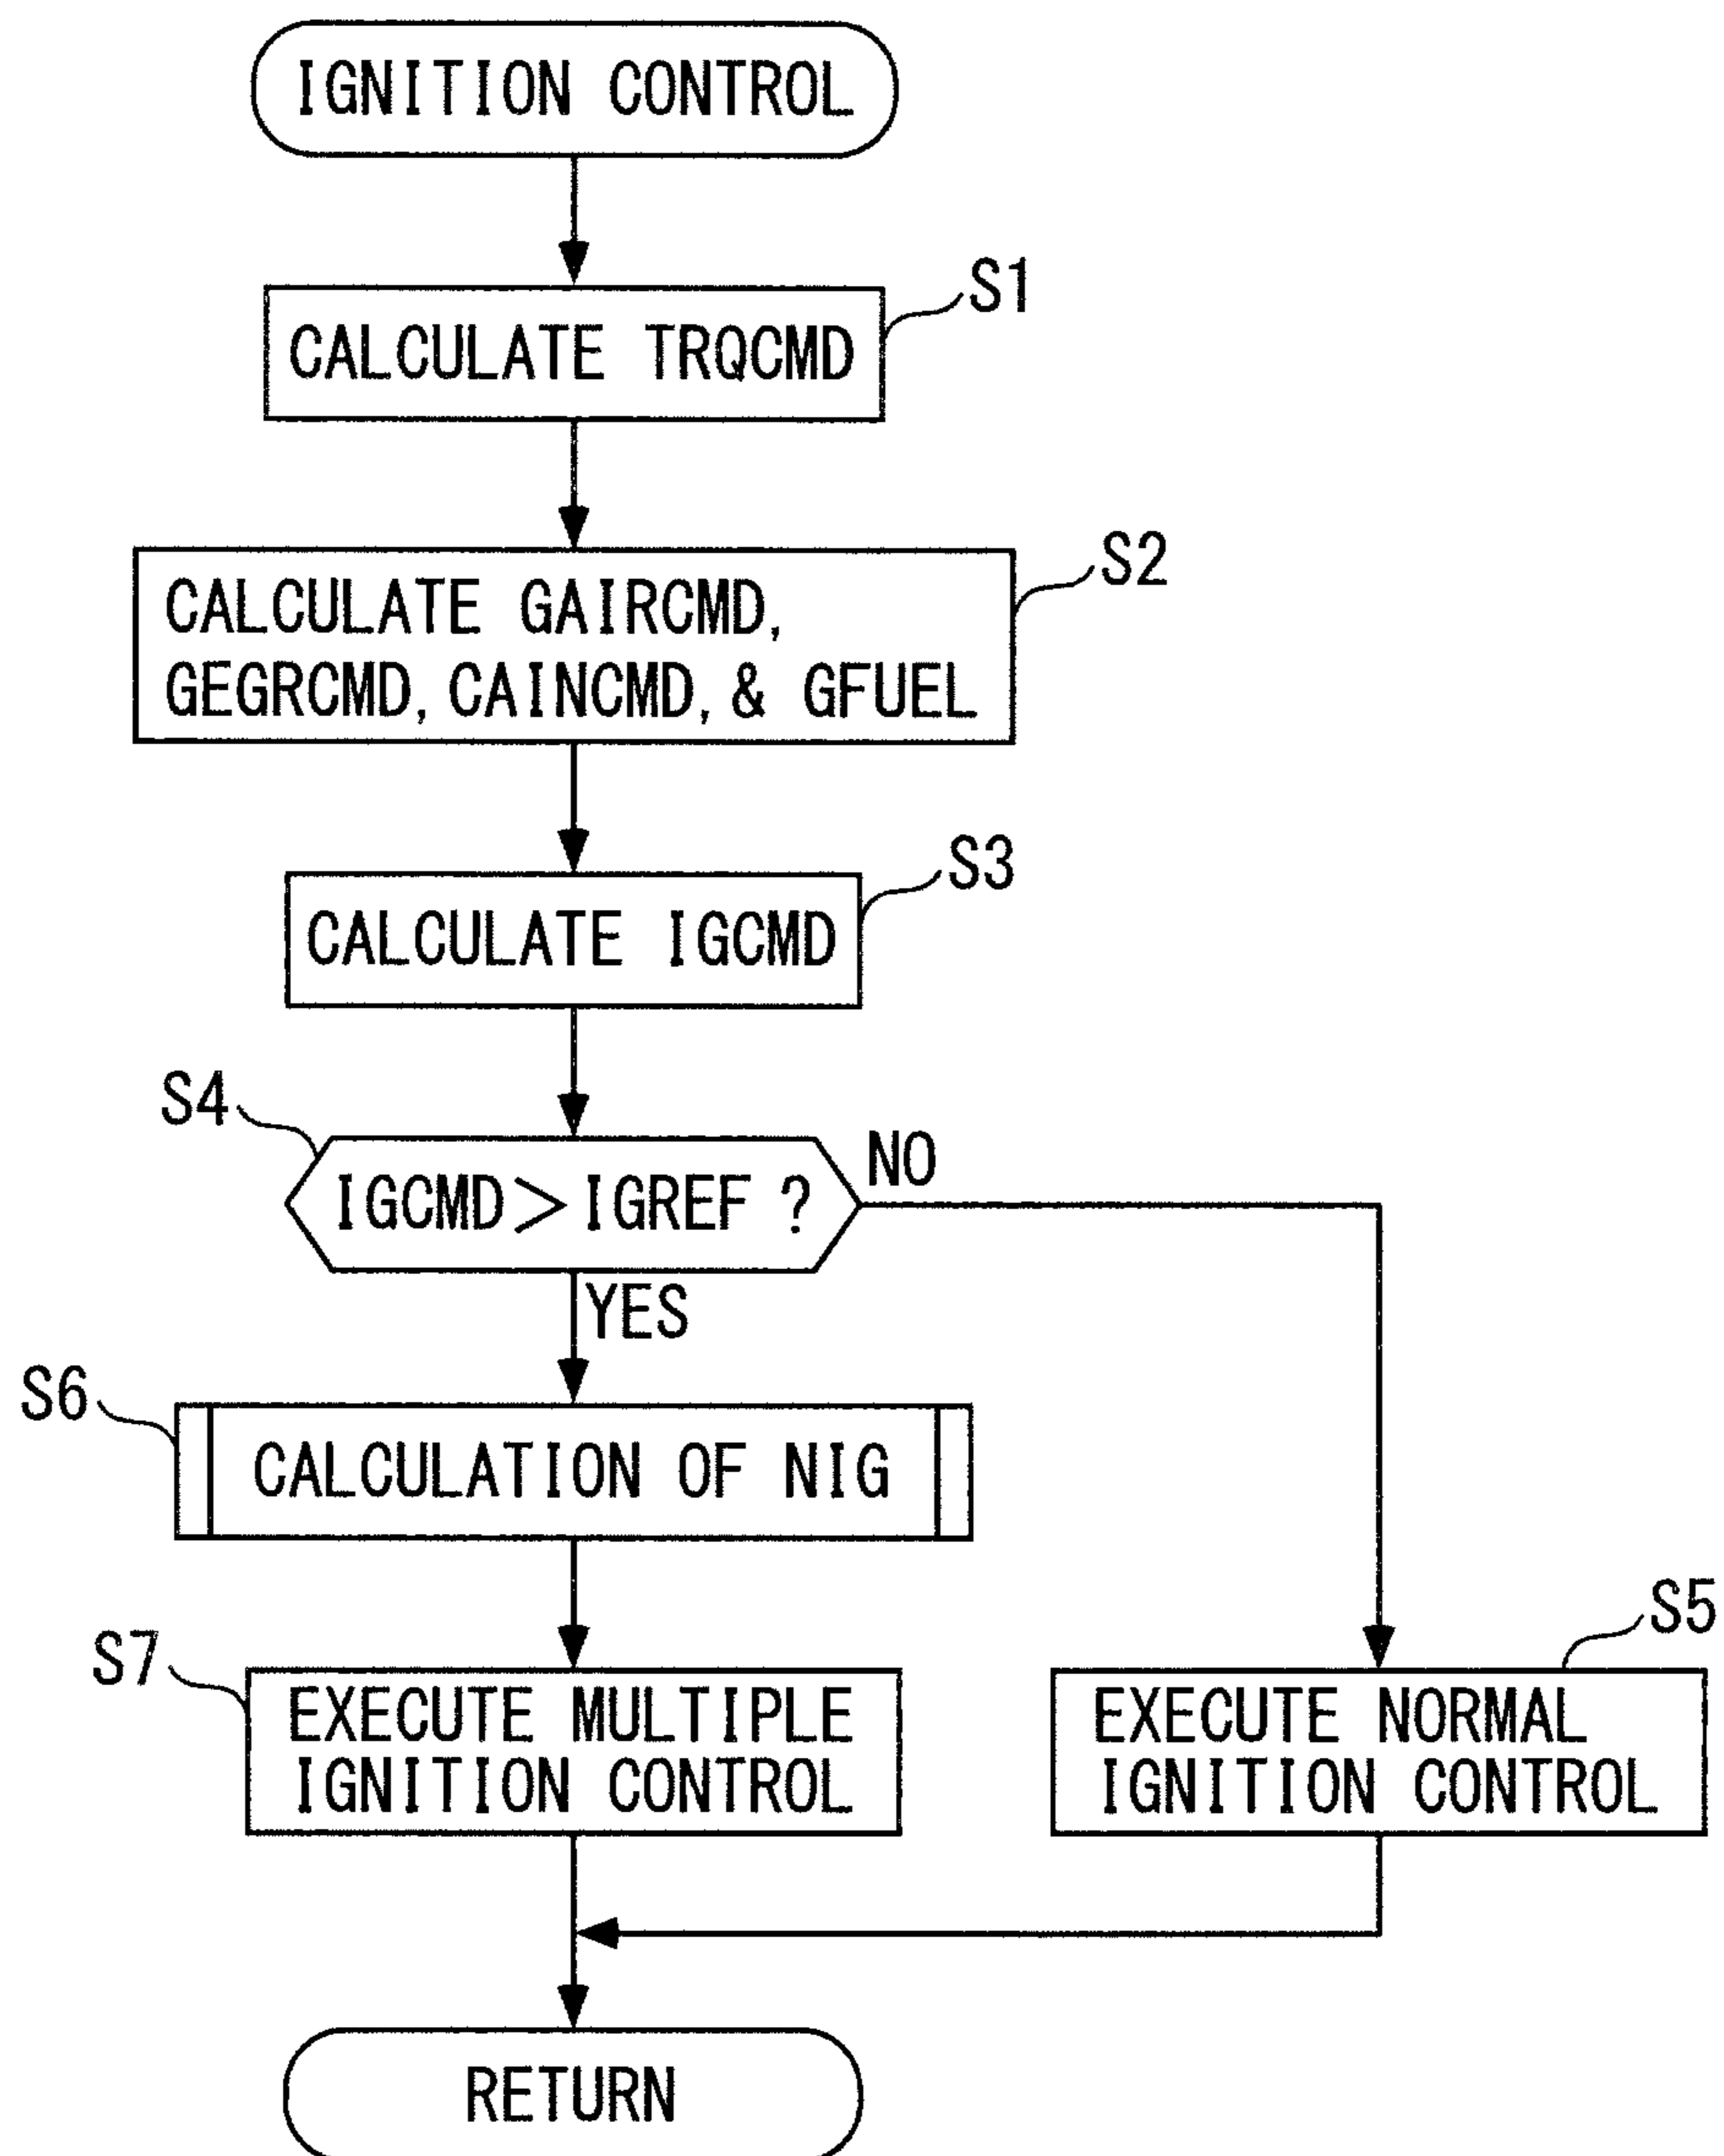 IGNITION CONTROL
S1
CALCULATE TRQCMD
S2
CALCULATE GAIRCMD,
GEGRCMD, CAINCMD, & GFUEL
S3
CALCULATE IGCMD
S4
IGCMD > IGREF ?
NO
YES
S6
CALCULATION OF NIG
S7
EXECUTE MULTIPLE
IGNITION CONTROL
S5
EXECUTE NORMAL
IGNITION CONTROL
RETURN